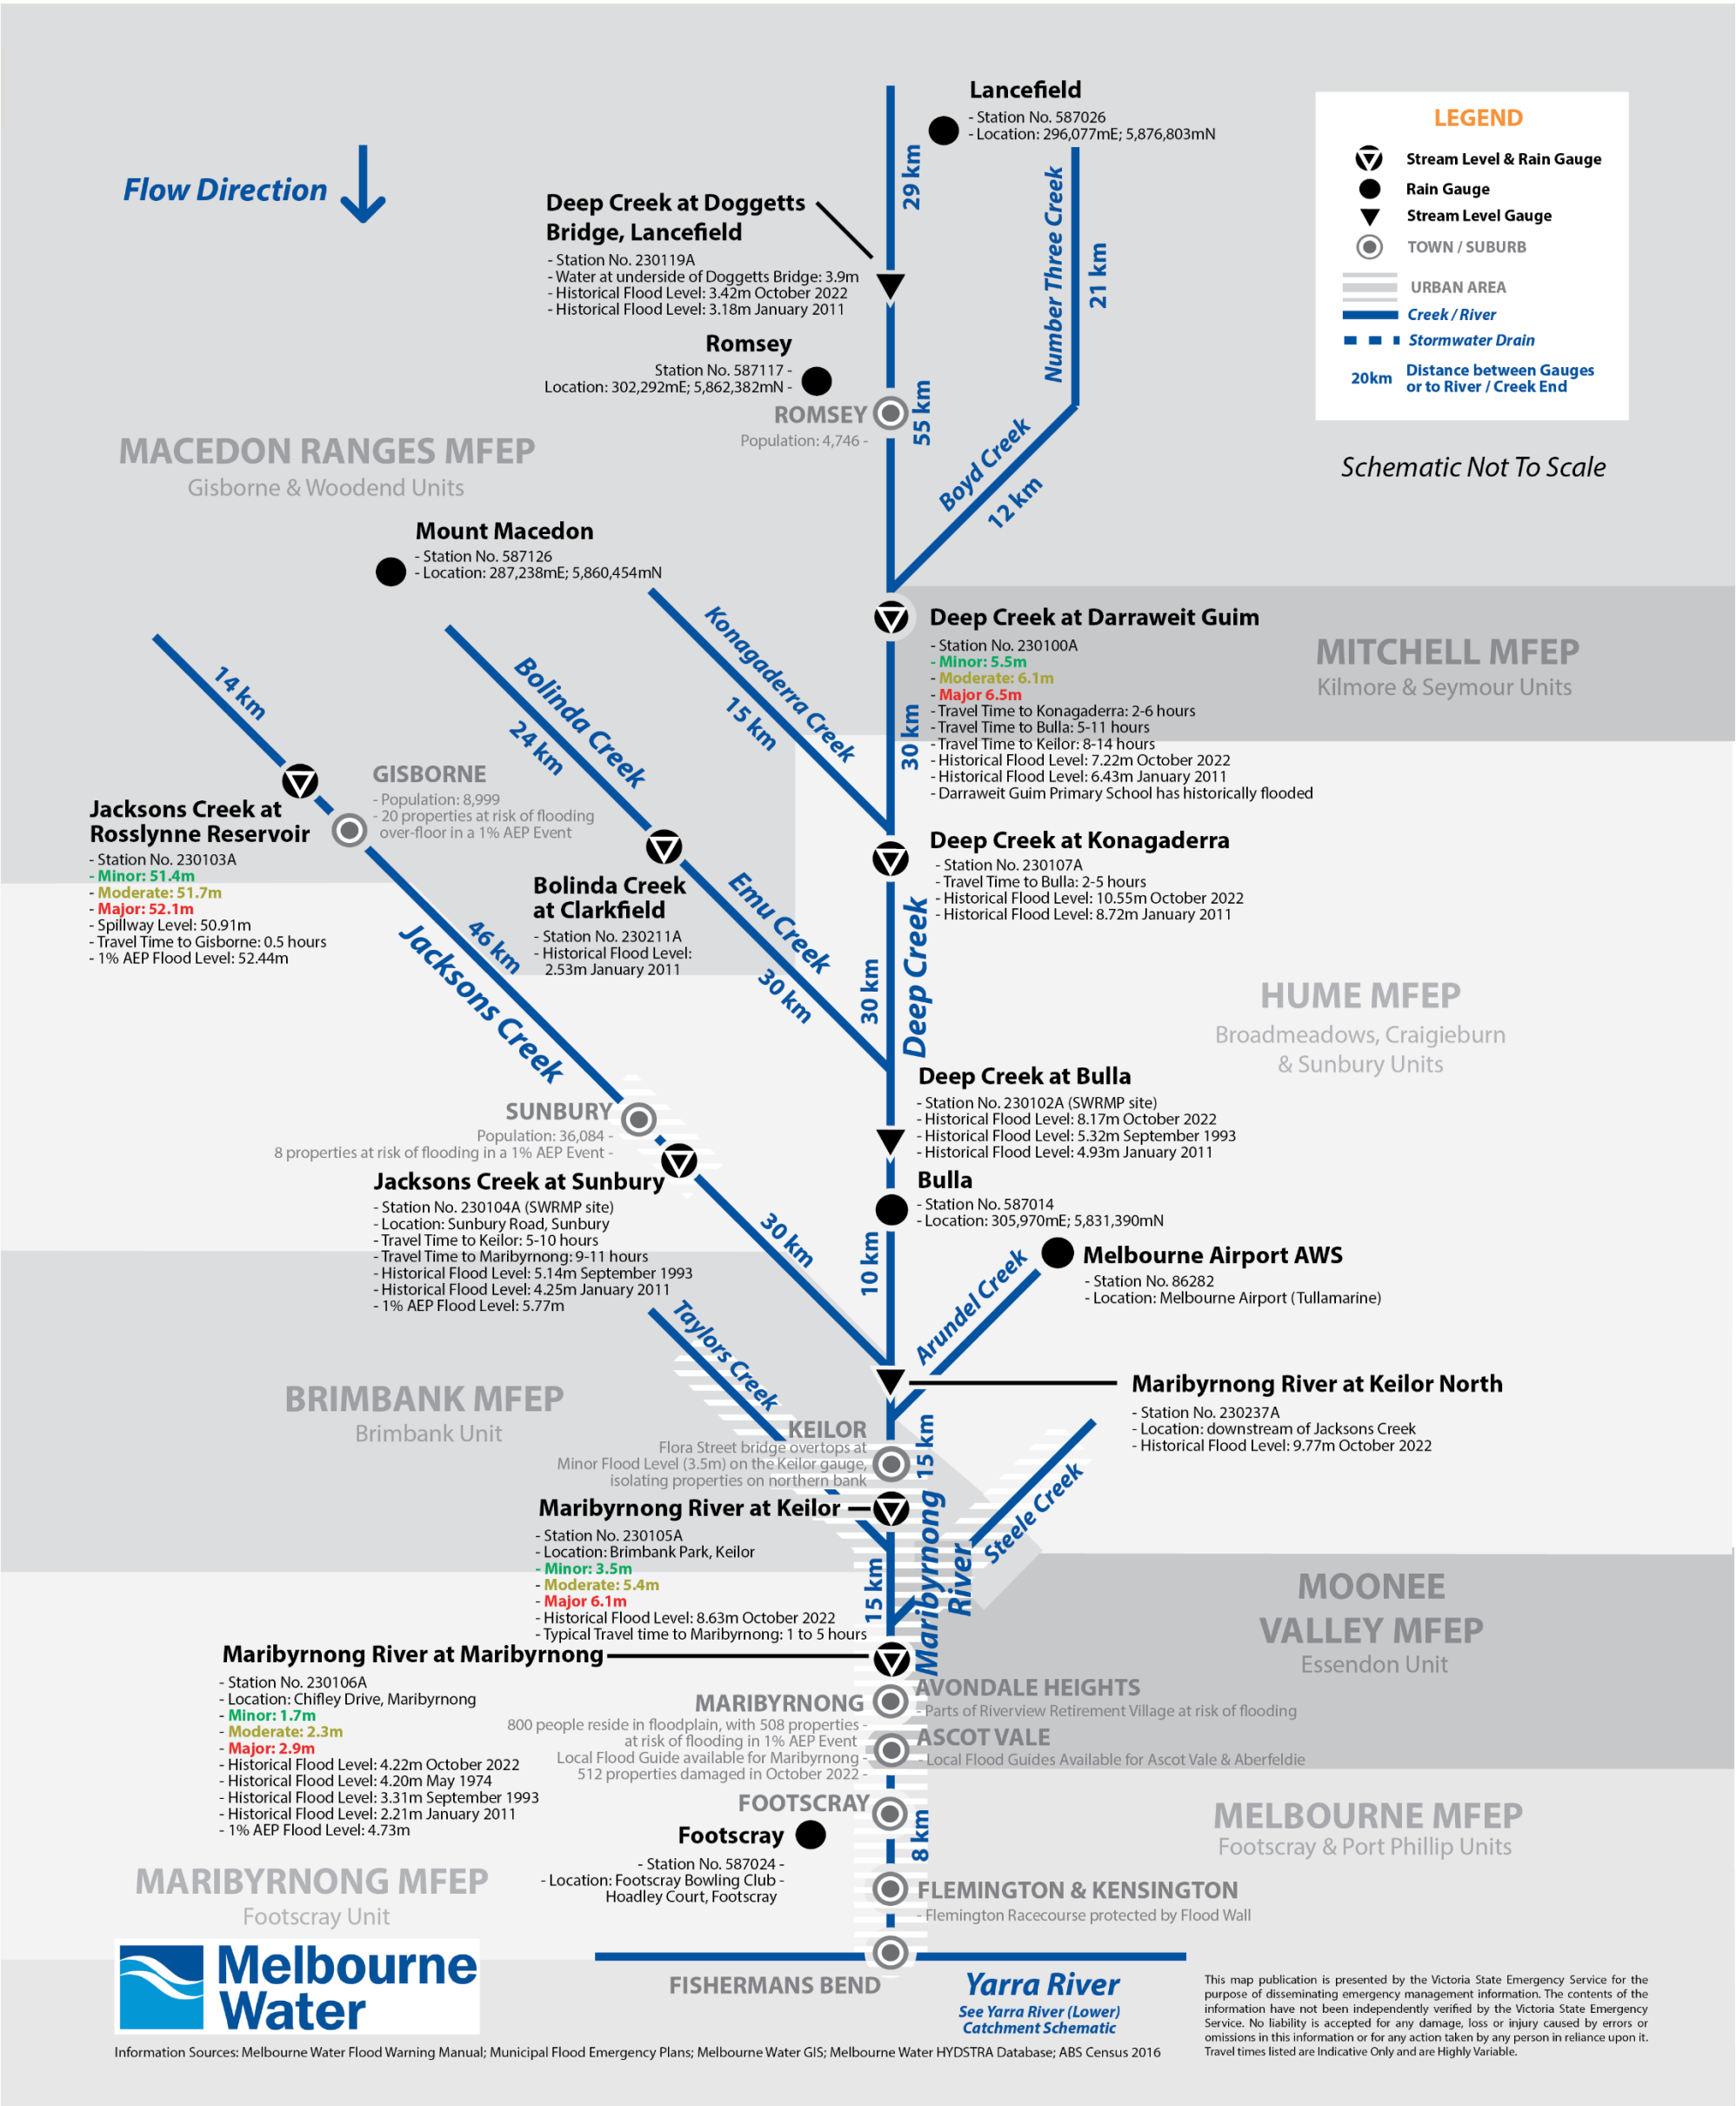 Lancefield
- Station No. 587026
- Location: 296,077mE; 5,876,803mN
LEGEND
Stream Level & Rain Gauge
Rain Gauge
Stream Level Gauge
TOWN / SUBURB
URBAN AREA
Creek / River
Stormwater Drain
20km
Distance between Gauges
or to River / Creek End
Schematic Not To Scale
Flow Direction
29 km
Number Three Creek
21 km
Deep Creek at Doggetts
Bridge, Lancefield
- Station No. 230119A
- Water at underside of Doggetts Bridge: 3.9m
- Historical Flood Level: 3.42m October 2022
- Historical Flood Level: 3.18m January 2011
Romsey
Station No. 587117 -
Location: 302,292mE; 5,862,382mN -
ROMSEY
Population: 4,746 -
55 km
Boyd Creek
12 km
MACEDON RANGES MFEP
Gisborne & Woodend Units
Mount Macedon
- Station No. 587126
- Location: 287,238mE; 5,860,454mN
Konagaderra Creek
15 km
Bolinda Creek
24 km
14 km
Deep Creek at Darraweit Guim
- Station No. 230100A
- Minor: 5.5m
- Moderate: 6.1m
- Major 6.5m
- Travel Time to Konagaderra: 2-6 hours
- Travel Time to Bulla: 5-11 hours
- Travel Time to Keilor: 8-14 hours
- Historical Flood Level: 7.22m October 2022
- Historical Flood Level: 6.43m January 2011
- Darraweit Guim Primary School has historically flooded
30 km
MITCHELL MFEP
Kilmore & Seymour Units
GISBORNE
- Population: 8,999
- 20 properties at risk of flooding
over-floor in a 1% AEP Event
Jacksons Creek at
Rosslynne Reservoir
- Station No. 230103A
- Minor: 51.4m
- Moderate: 51.7m
- Major: 52.1m
- Spillway Level: 50.91m
- Travel Time to Gisborne: 0.5 hours
- 1% AEP Flood Level: 52.44m
Bolinda Creek
at Clarkfield
- Station No. 230211A
- Historical Flood Level:
2.53m January 2011
Emu Creek
30 km
46 km
Jacksons Creek
Deep Creek at Konagaderra
- Station No. 230107A
- Travel Time to Bulla: 2-5 hours
- Historical Flood Level: 10.55m October 2022
- Historical Flood Level: 8.72m January 2011
30 km
Deep Creek
HUME MFEP
Broadmeadows, Craigieburn
& Sunbury Units
Deep Creek at Bulla
- Station No. 230102A (SWRMP site)
- Historical Flood Level: 8.17m October 2022
- Historical Flood Level: 5.32m September 1993
- Historical Flood Level: 4.93m January 2011
Bulla
- Station No. 587014
- Location: 305,970mE; 5,831,390mN
SUNBURY
Population: 36,084 -
8 properties at risk of flooding in a 1% AEP Event -
Jacksons Creek at Sunbury
- Station No. 230104A (SWRMP site)
- Location: Sunbury Road, Sunbury
- Travel Time to Keilor: 5-10 hours
- Travel Time to Maribyrnong: 9-11 hours
- Historical Flood Level: 5.14m September 1993
- Historical Flood Level: 4.25m January 2011
- 1% AEP Flood Level: 5.77m
30 km
10 km
Arundel Creek
Melbourne Airport AWS
- Station No. 86282
- Location: Melbourne Airport (Tullamarine)
Taylors Creek
Maribyrnong River at Keilor North
- Station No. 230237A
- Location: downstream of Jacksons Creek
- Historical Flood Level: 9.77m October 2022
BRIMBANK MFEP
Brimbank Unit
KEILOR
Flora Street bridge overtops at
Minor Flood Level (3.5m) on the Keilor gauge,
isolating properties on northern bank
15 km
Steele Creek
Maribyrnong River at Keilor
- Station No. 230105A
- Location: Brimbank Park, Keilor
- Minor: 3.5m
- Moderate: 5.4m
- Major 6.1m
- Historical Flood Level: 8.63m October 2022
- Typical Travel time to Maribyrnong: 1 to 5 hours
15 km
Maribyrnong
River
MOONEE
VALLEY MFEP
Essendon Unit
Maribyrnong River at Maribyrnong
- Station No. 230106A
- Location: Chifley Drive, Maribyrnong
- Minor: 1.7m
- Moderate: 2.3m
- Major: 2.9m
- Historical Flood Level: 4.22m October 2022
- Historical Flood Level: 4.20m May 1974
- Historical Flood Level: 3.31m September 1993
- Historical Flood Level: 2.21m January 2011
- 1% AEP Flood Level: 4.73m
MARIBYRNONG
800 people reside in floodplain, with 508 properties -
at risk of flooding in 1% AEP Event
Local Flood Guide available for Maribyrnong -
512 properties damaged in October 2022 -
AVONDALE HEIGHTS
- Parts of Riverview Retirement Village at risk of flooding
ASCOT VALE
- Local Flood Guides Available for Ascot Vale & Aberfeldie
FOOTSCRAY
Footscray
- Station No. 587024 -
- Location: Footscray Bowling Club -
Hoadley Court, Footscray
8 km
MELBOURNE MFEP
Footscray & Port Phillip Units
MARIBYRNONG MFEP
Footscray Unit
FLEMINGTON & KENSINGTON
- Flemington Racecourse protected by Flood Wall
Melbourne
Water
FISHERMANS BEND
Yarra River
See Yarra River (Lower)
Catchment Schematic
This map publication is presented by the Victoria State Emergency Service for the
purpose of disseminating emergency management information. The contents of the
information have not been independently verified by the Victoria State Emergency
Service. No liability is accepted for any damage, loss or injury caused by errors or
omissions in this information or for any action taken by any person in reliance upon it.
Travel times listed are Indicative Only and are Highly Variable.
Information Sources: Melbourne Water Flood Warning Manual; Municipal Flood Emergency Plans; Melbourne Water GIS; Melbourne Water HYDSTRA Database; ABS Census 2016